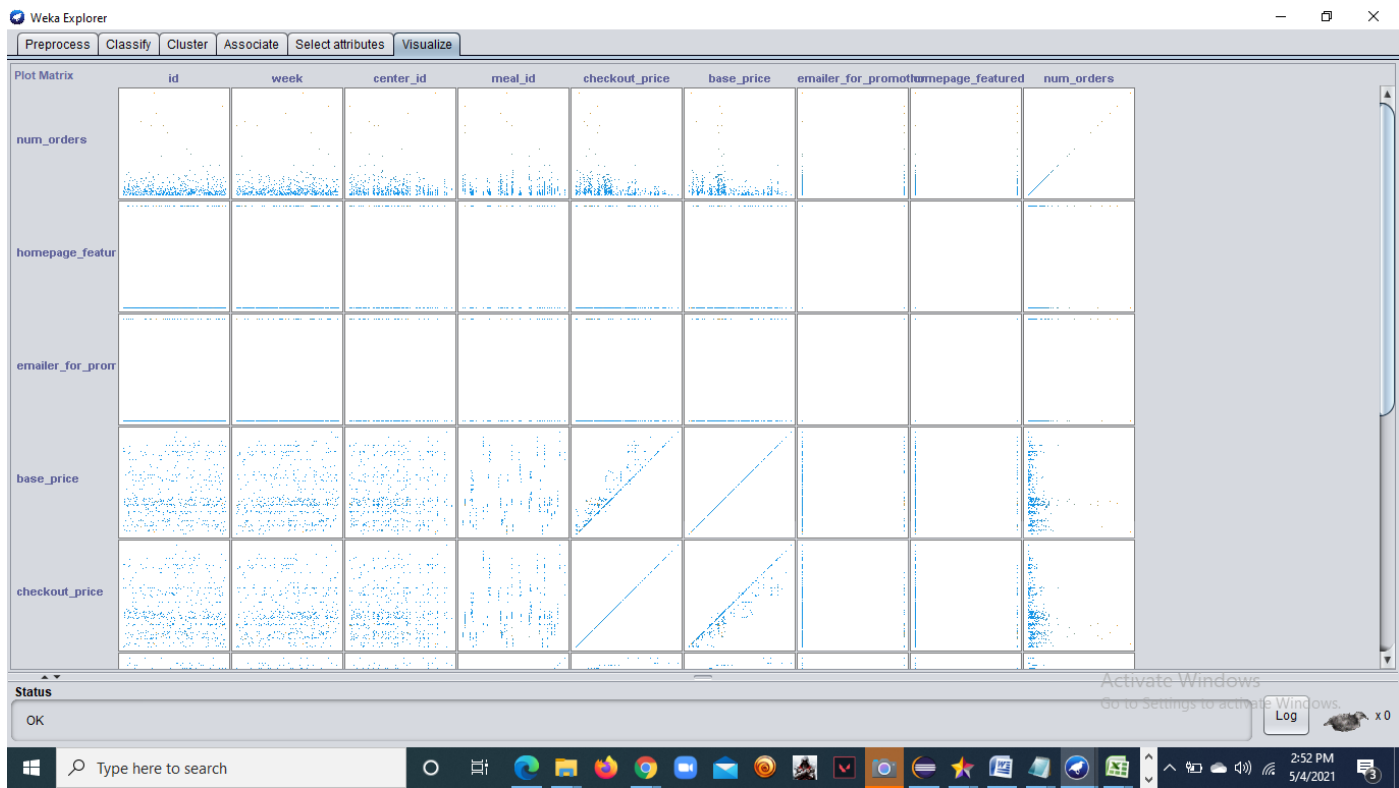 Weka Explorer
Preprocess Classify Cluster Associate Select attributes Visualize
Plot Matrix id week center_id meal_id checkout_price base_price emailer_for_promot homepage_featured num_orders
num_orders
homepage_featur
emailer_for_prom
base_price
checkout_price
Activate Windows
Go to Settings to activate Windows.
Status
OK
Log
x 0
Type here to search
2:52 PM
5/4/2021
3